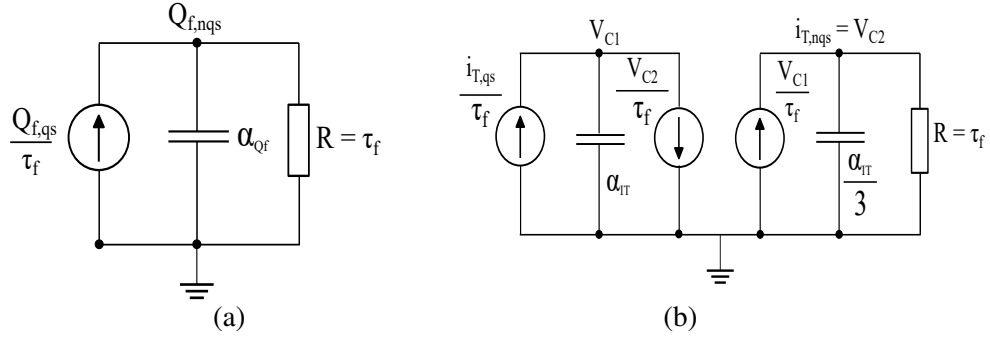 Q_{f,nqs}
Q_{f,qs}
τ_f
α_{Qf}
R = τ_f
(a)
V_{C1}
i_{T,nqs} = V_{C2}
i_{T,qs}
τ_f
V_{C2}
τ_f
V_{C1}
τ_f
α_{IT}
α_{IT}
3
R = τ_f
(b)